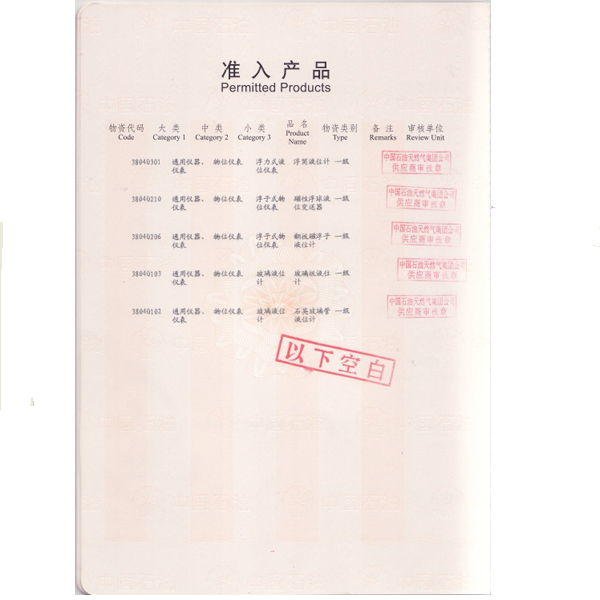 准入产品
Permitted Products
物资代码 大类 中类 小类 品名 物资类别 备注 审核单位
Code Category 1 Category 2 Category 3 Product Name Type Remarks Review Unit
38040301 通用仪器、 物位仪表 浮力式液 浮筒液位计 一级
仪表 位仪表
中国石油天然气集团公司
供应商审核章
38040210 通用仪器、 物位仪表 浮子式物 磁性浮球液 一级
仪表 位仪表 位变送器
中国石油天然气集团公司
供应商审核章
38040206 通用仪器、 物位仪表 浮子式物 翻板磁浮子 一级
仪表 位仪表 液位计
中国石油天然气集团公司
供应商审核章
38040103 通用仪器、 物位仪表 玻璃液位 玻璃板液位 一级
仪表 计 计
中国石油天然气集团公司
供应商审核章
38040102 通用仪器、 物位仪表 玻璃液位 石英玻璃管 一级
仪表 计 液位计
中国石油天然气集团公司
供应商审核章
以下空白